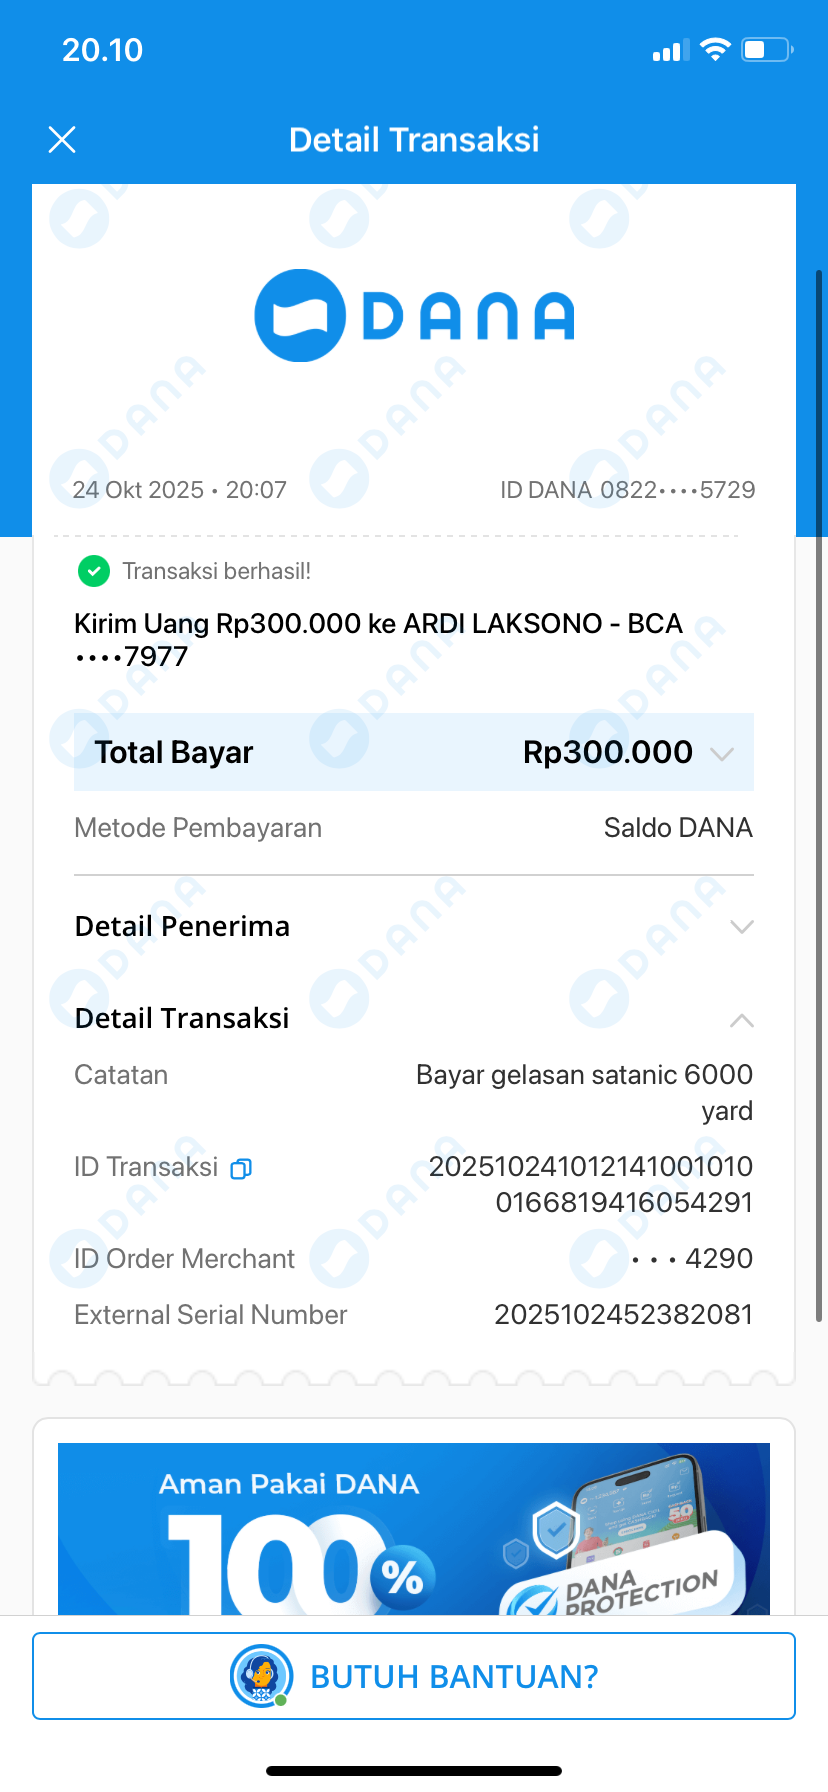 20.10
Detail Transaksi
DANA
24 Okt 2025 • 20:07
ID DANA 0822••••5729
Transaksi berhasil!
Kirim Uang Rp300.000 ke ARDI LAKSONO - BCA
••••7977
Total Bayar Rp300.000
Metode Pembayaran Saldo DANA
Detail Penerima
Detail Transaksi
Catatan Bayar gelasan satanic 6000
yard
ID Transaksi 202510241012141001010
0166819416054291
ID Order Merchant • • • 4290
External Serial Number 2025102452382081
Aman Pakai DANA
100%
DANA
PROTECTION
BUTUH BANTUAN?